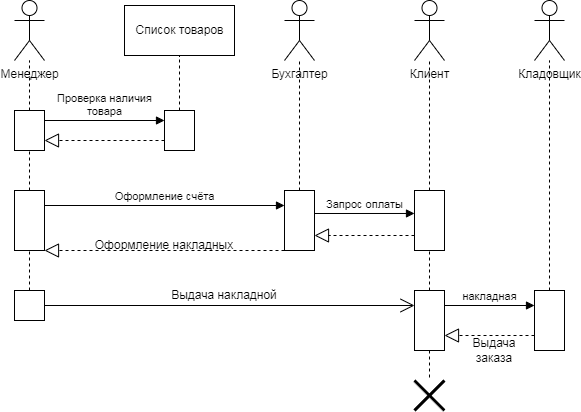 Список товаров
Менеджер
Бухгалтер
Клиент
Кладовщик
Проверка наличия
товара
Оформление счёта
Запрос оплаты
Оформление накладных
Выдача накладной
накладная
Выдача
заказа